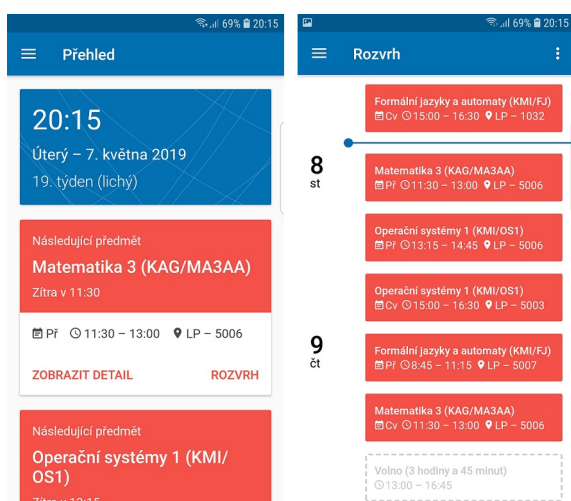 69% 20:15
Přehled
20:15
Úterý – 7. května 2019
19. týden (lichý)
Následující předmět
Matematika 3 (KAG/MA3AA)
Zítra v 11:30
Př 11:30 – 13:00 LP – 5006
ZOBRAZIT DETAIL ROZVRH
Následující předmět
Operační systémy 1 (KMI/
OS1)
Zítra v 13:15
69% 20:15
Rozvrh
Formální jazyky a automaty (KMI/FJ)
Cv 15:00 – 16:30 LP – 1032
8
st
Matematika 3 (KAG/MA3AA)
Př 11:30 – 13:00 LP – 5006
Operační systémy 1 (KMI/OS1)
Př 13:15 – 14:45 LP – 5006
Operační systémy 1 (KMI/OS1)
Cv 15:00 – 16:30 LP – 5003
9
čt
Formální jazyky a automaty (KMI/FJ)
Př 8:45 – 11:15 LP – 5007
Matematika 3 (KAG/MA3AA)
Cv 11:30 – 13:00 LP – 5006
Volno (3 hodiny a 45 minut)
13:00 – 16:45